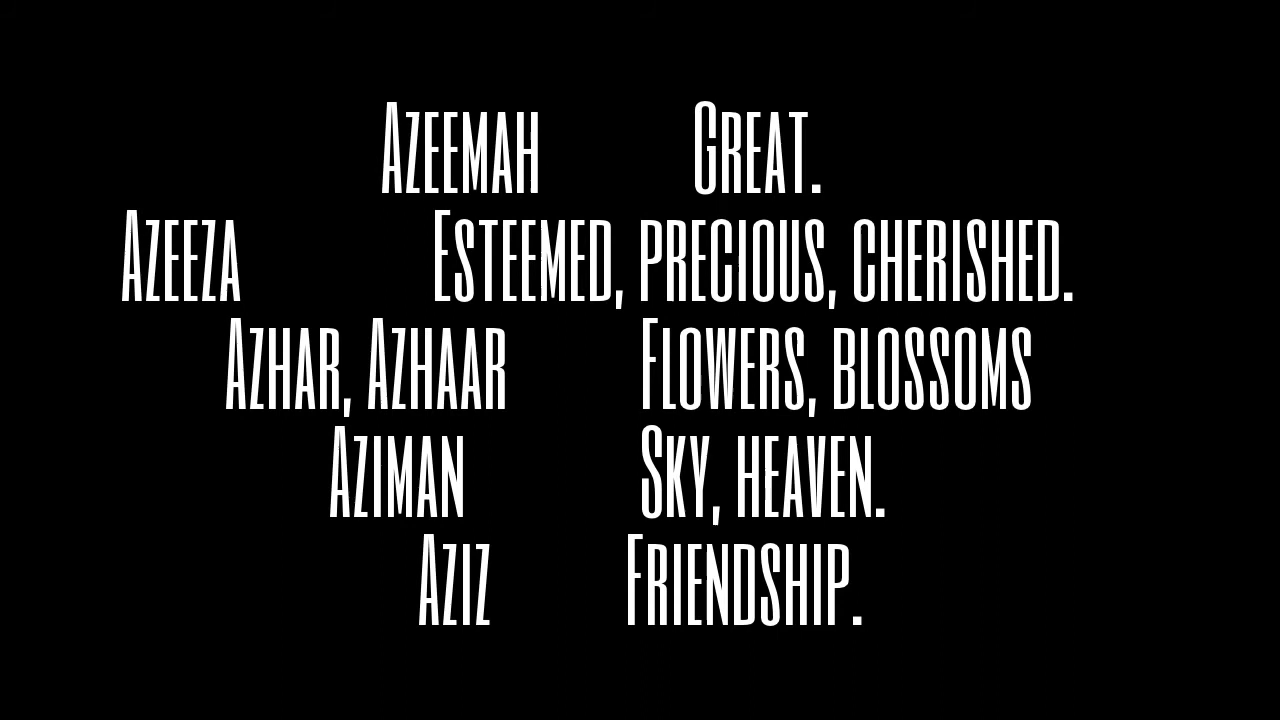 Azeemah Great.
Azeeza Esteemed, precious, cherished.
Azhar, Azhaar Flowers, blossoms
Aziman Sky, heaven.
Aziz Friendship.